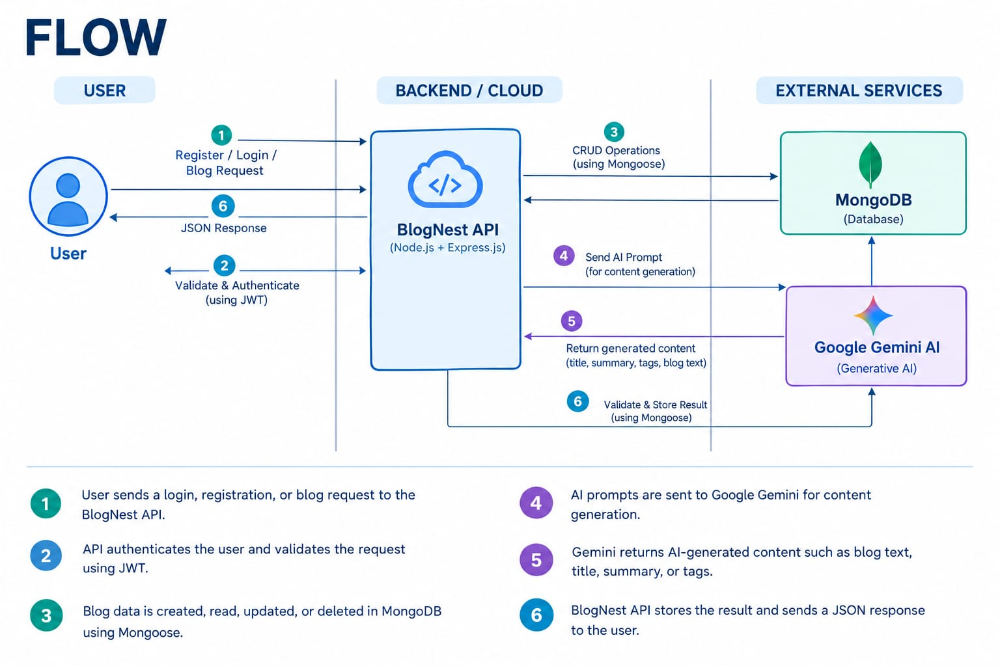 FLOW
USER
BACKEND / CLOUD
EXTERNAL SERVICES
1
Register / Login /
Blog Request
6
JSON Response
User
2
Validate & Authenticate
(using JWT)
</>
BlogNest API
(Node.js + Express.js)
3
CRUD Operations
(using Mongoose)
MongoDB
(Database)
4
Send AI Prompt
(for content generation)
5
Return generated content
(title, summary, tags, blog text)
Google Gemini AI
(Generative AI)
6
Validate & Store Result
(using Mongoose)
1
User sends a login, registration, or blog request to the
BlogNest API.
2
API authenticates the user and validates the request
using JWT.
3
Blog data is created, read, updated, or deleted in MongoDB
using Mongoose.
4
AI prompts are sent to Google Gemini for content
generation.
5
Gemini returns AI-generated content such as blog text,
title, summary, or tags.
6
BlogNest API stores the result and sends a JSON response
to the user.